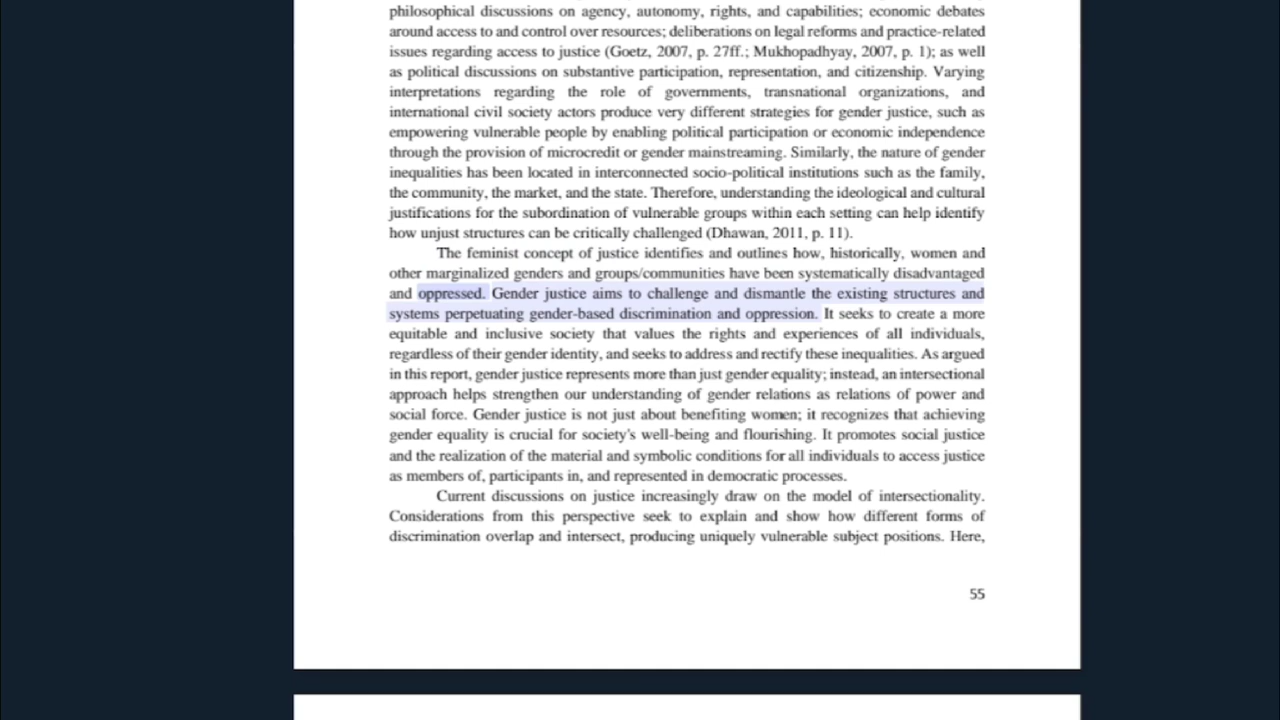 philosophical discussions on agency, autonomy, rights, and capabilities; economic debates
around access to and control over resources; deliberations on legal reforms and practice-related
issues regarding access to justice (Goetz, 2007, p. 27ff.; Mukhopadhyay, 2007, p. 1); as well
as political discussions on substantive participation, representation, and citizenship. Varying
interpretations regarding the role of governments, transnational organizations, and
international civil society actors produce very different strategies for gender justice, such as
empowering vulnerable people by enabling political participation or economic independence
through the provision of microcredit or gender mainstreaming. Similarly, the nature of gender
inequalities has been located in interconnected socio-political institutions such as the family,
the community, the market, and the state. Therefore, understanding the ideological and cultural
justifications for the subordination of vulnerable groups within each setting can help identify
how unjust structures can be critically challenged (Dhawan, 2011, p. 11).
The feminist concept of justice identifies and outlines how, historically, women and
other marginalized genders and groups/communities have been systematically disadvantaged
and oppressed. Gender justice aims to challenge and dismantle the existing structures and
systems perpetuating gender-based discrimination and oppression. It seeks to create a more
equitable and inclusive society that values the rights and experiences of all individuals,
regardless of their gender identity, and seeks to address and rectify these inequalities. As argued
in this report, gender justice represents more than just gender equality; instead, an intersectional
approach helps strengthen our understanding of gender relations as relations of power and
social force. Gender justice is not just about benefiting women; it recognizes that achieving
gender equality is crucial for society's well-being and flourishing. It promotes social justice
and the realization of the material and symbolic conditions for all individuals to access justice
as members of, participants in, and represented in democratic processes.
Current discussions on justice increasingly draw on the model of intersectionality.
Considerations from this perspective seek to explain and show how different forms of
discrimination overlap and intersect, producing uniquely vulnerable subject positions. Here,
55